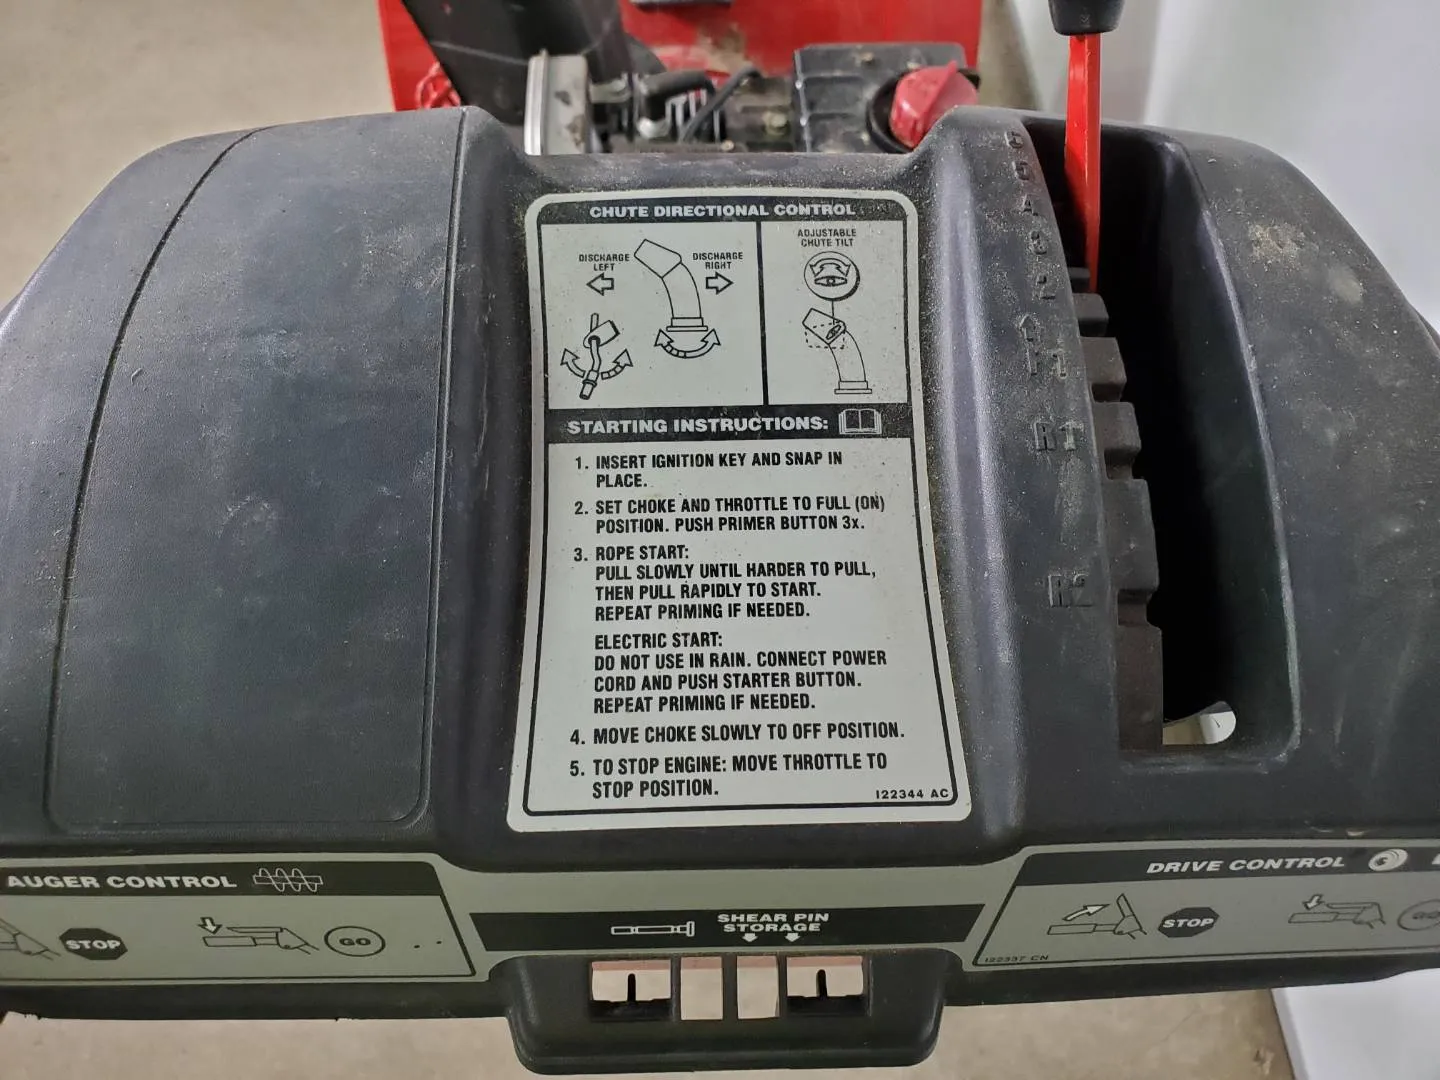 CHUTE DIRECTIONAL CONTROL
DISCHARGE
LEFT
DISCHARGE
RIGHT
ADJUSTABLE
CHUTE TILT
STARTING INSTRUCTIONS:
1. INSERT IGNITION KEY AND SNAP IN
PLACE.
2. SET CHOKE AND THROTTLE TO FULL (ON)
POSITION. PUSH PRIMER BUTTON 3x.
3. ROPE START:
PULL SLOWLY UNTIL HARDER TO PULL,
THEN PULL RAPIDLY TO START.
REPEAT PRIMING IF NEEDED.
ELECTRIC START:
DO NOT USE IN RAIN. CONNECT POWER
CORD AND PUSH STARTER BUTTON.
REPEAT PRIMING IF NEEDED.
4. MOVE CHOKE SLOWLY TO OFF POSITION.
5. TO STOP ENGINE: MOVE THROTTLE TO
STOP POSITION.
I22344 AC
6
5
4
3
2
R1
R2
AUGER CONTROL
STOP
GO
SHEAR PIN
STORAGE
DRIVE CONTROL
STOP
GO
I22337 CN